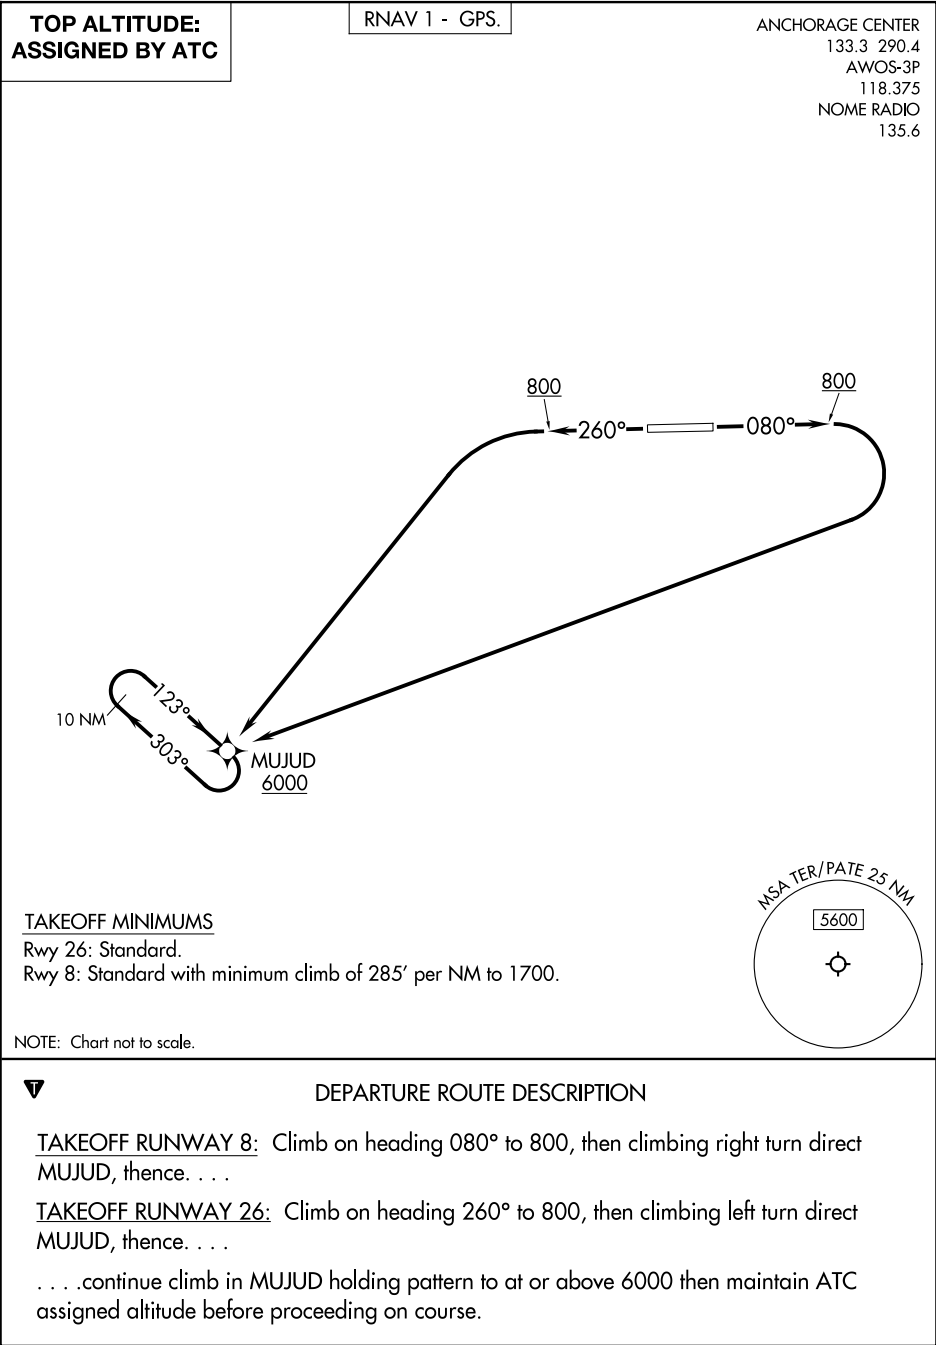 TOP ALTITUDE:
ASSIGNED BY ATC
RNAV 1 - GPS.
ANCHORAGE CENTER
133.3 290.4
AWOS-3P
118.375
NOME RADIO
135.6
800
800
260°
080°
123°
10 NM
303°
MUJUD
6000
MSA TER/PATE 25 NM
5600
TAKEOFF MINIMUMS
Rwy 26: Standard.
Rwy 8: Standard with minimum climb of 285' per NM to 1700.
NOTE: Chart not to scale.
T
DEPARTURE ROUTE DESCRIPTION
TAKEOFF RUNWAY 8: Climb on heading 080° to 800, then climbing right turn direct
MUJUD, thence. . . .
TAKEOFF RUNWAY 26: Climb on heading 260° to 800, then climbing left turn direct
MUJUD, thence. . . .
. . . .continue climb in MUJUD holding pattern to at or above 6000 then maintain ATC
assigned altitude before proceeding on course.